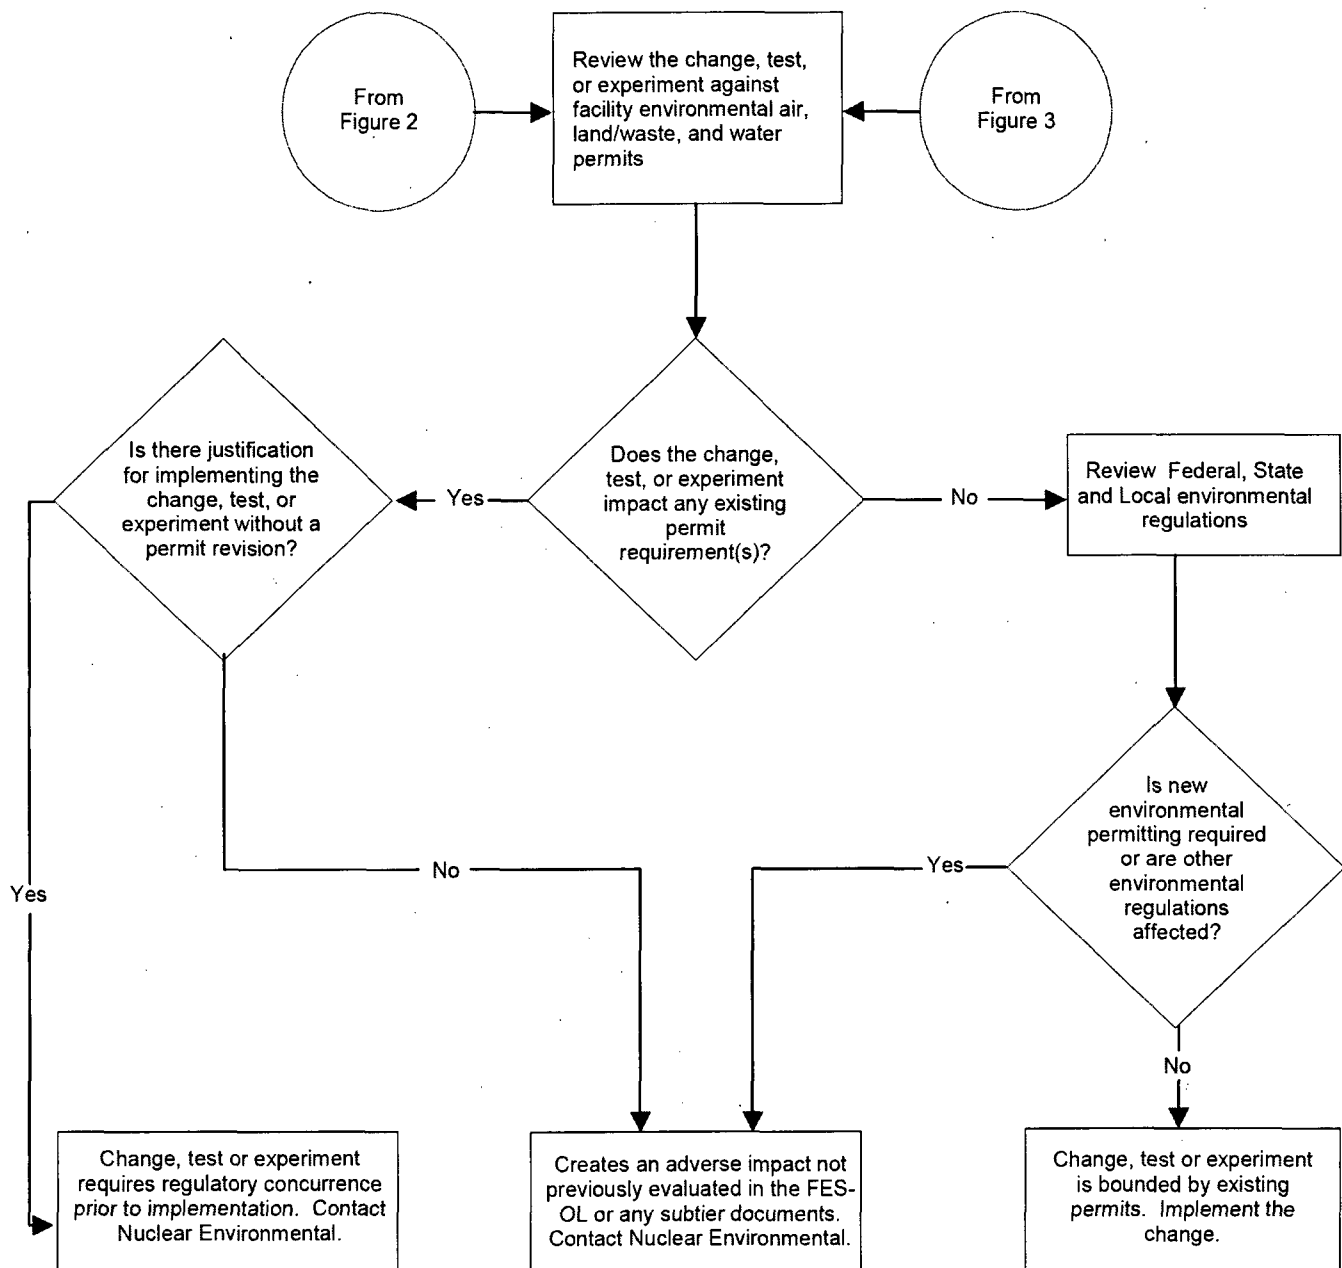 From
Figure 2
Review the change, test,
or experiment against
facility environmental air,
land/waste, and water
permits
From
Figure 3
Is there justification
for implementing the
change, test, or
experiment without a
permit revision?
Yes
Does the change,
test, or experiment
impact any existing
permit
requirement(s)?
No
Review Federal, State
and Local environmental
regulations
Is new
environmental
permitting required
or are other
environmental
regulations
affected?
Yes
No
Yes
No
Change, test or experiment
requires regulatory concurrence
prior to implementation. Contact
Nuclear Environmental.
Creates an adverse impact not
previously evaluated in the FES-
OL or any subtier documents.
Contact Nuclear Environmental.
Change, test or experiment
is bounded by existing
permits. Implement the
change.